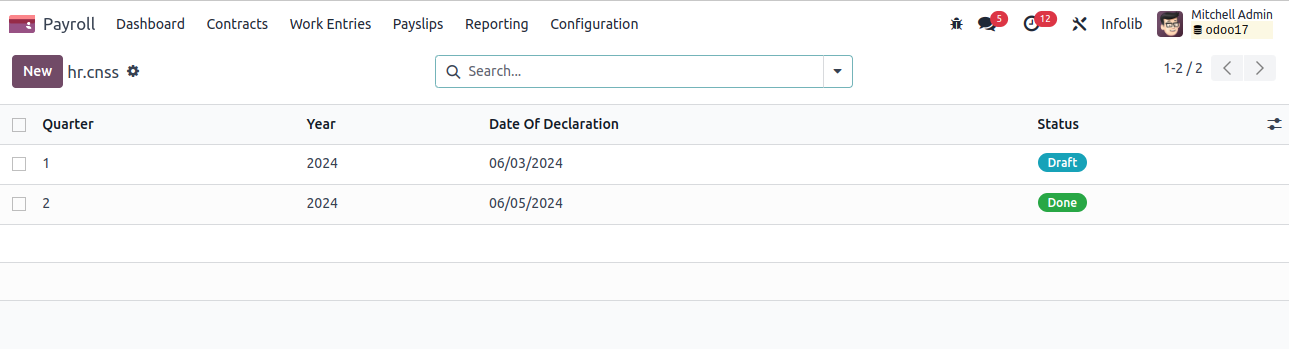 Payroll Dashboard Contracts Work Entries Payslips Reporting Configuration 5 12 Infolib Mitchell Admin
odoo17
New hr.cnss Search... 1-2 / 2
Quarter Year Date Of Declaration Status
1 2024 06/03/2024 Draft
2 2024 06/05/2024 Done